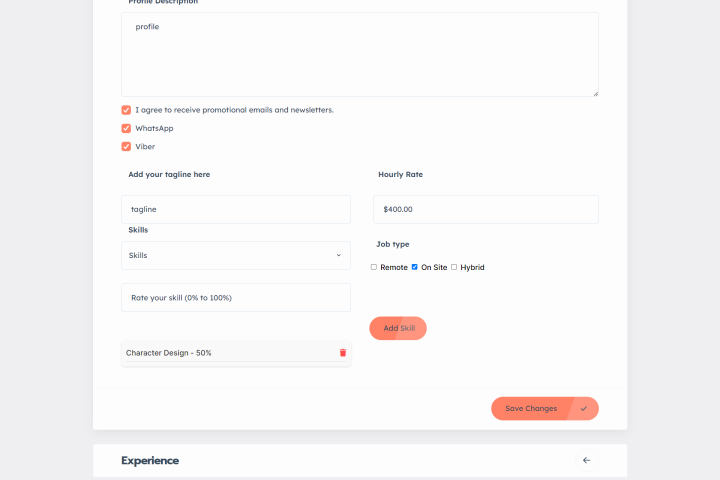 Profile Description
profile
I agree to receive promotional emails and newsletters.
WhatsApp
Viber
Add your tagline here
Hourly Rate
tagline
$400.00
Skills
Skills
Job type
Remote On Site Hybrid
Rate your skill (0% to 100%)
Add Skill
Character Design - 50%
Save Changes
Experience